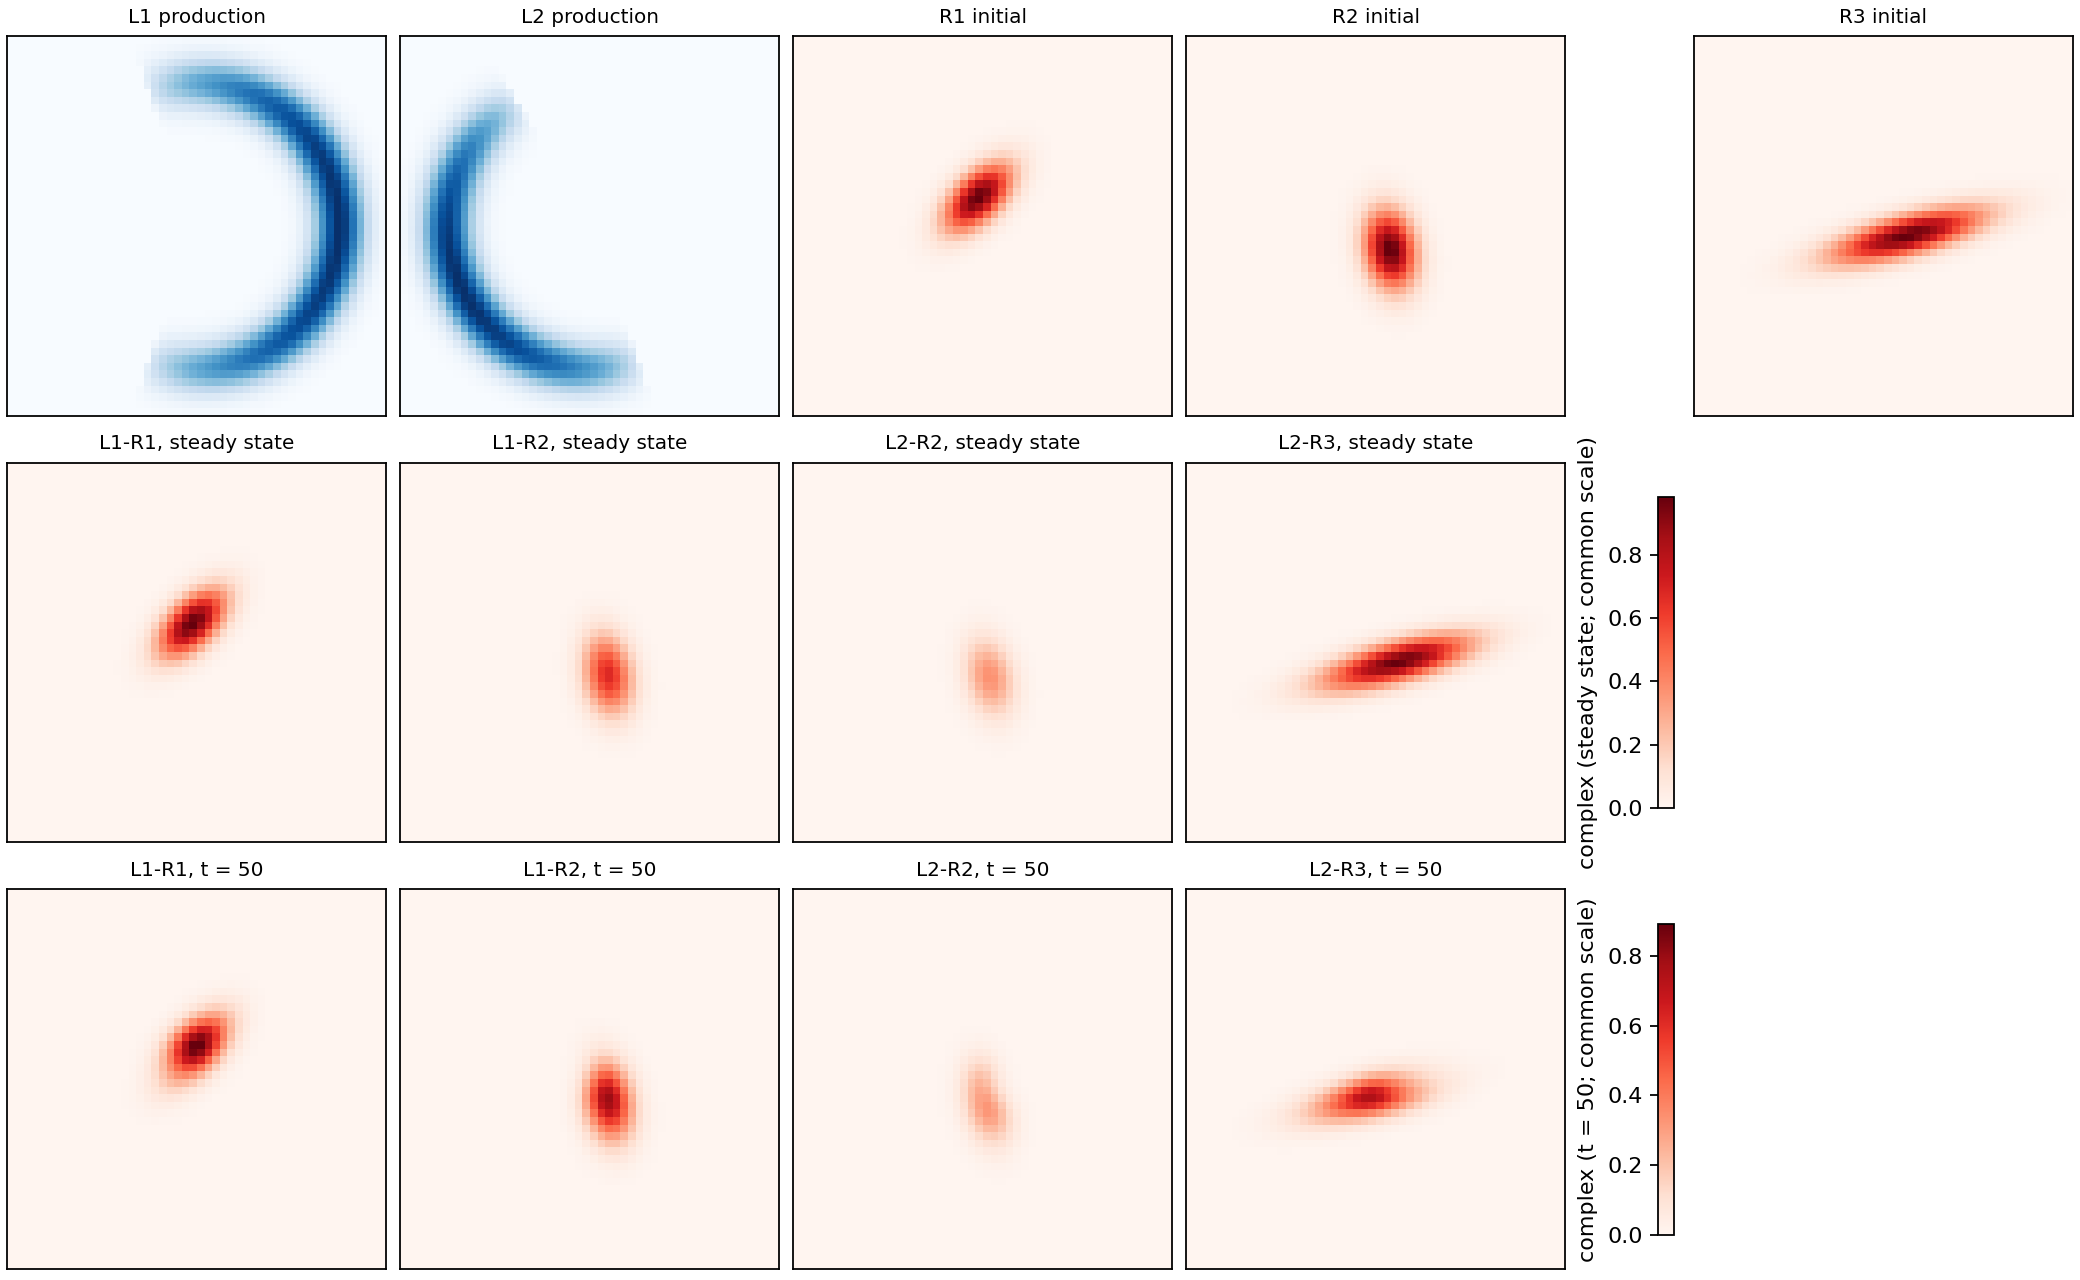 L1 production
L2 production
R1 initial
R2 initial
R3 initial
L1-R1, steady state
L1-R2, steady state
L2-R2, steady state
L2-R3, steady state
complex (steady state; common scale)
0.8
0.6
0.4
0.2
0.0
L1-R1, t = 50
L1-R2, t = 50
L2-R2, t = 50
L2-R3, t = 50
complex (t = 50; common scale)
0.8
0.6
0.4
0.2
0.0